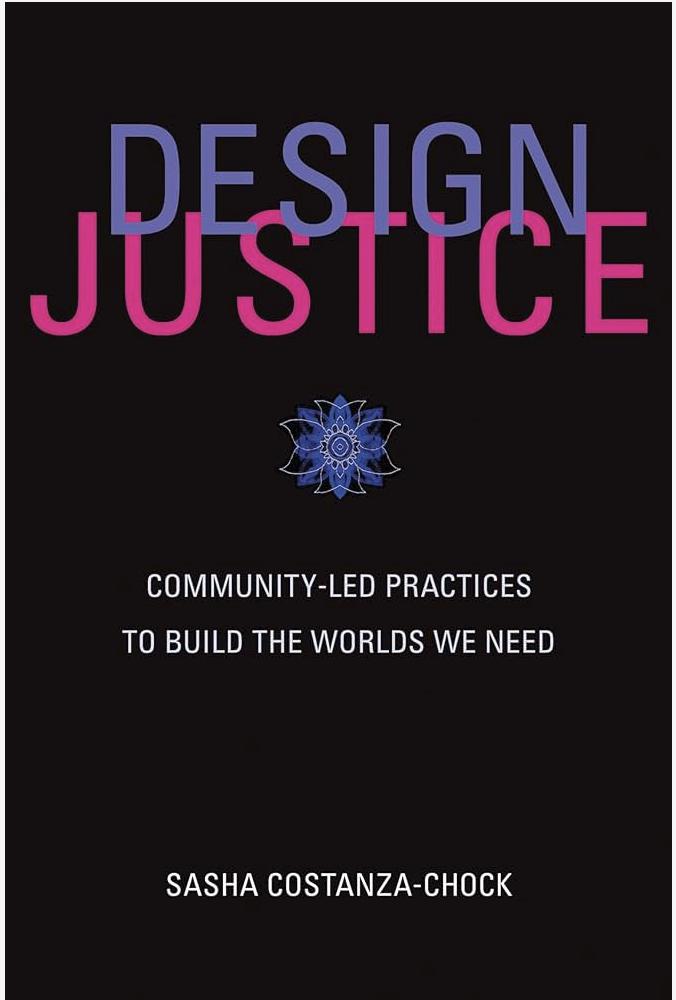 DESIGN
JUSTICE
COMMUNITY-LED PRACTICES
TO BUILD THE WORLDS WE NEED
SASHA COSTANZA-CHOCK